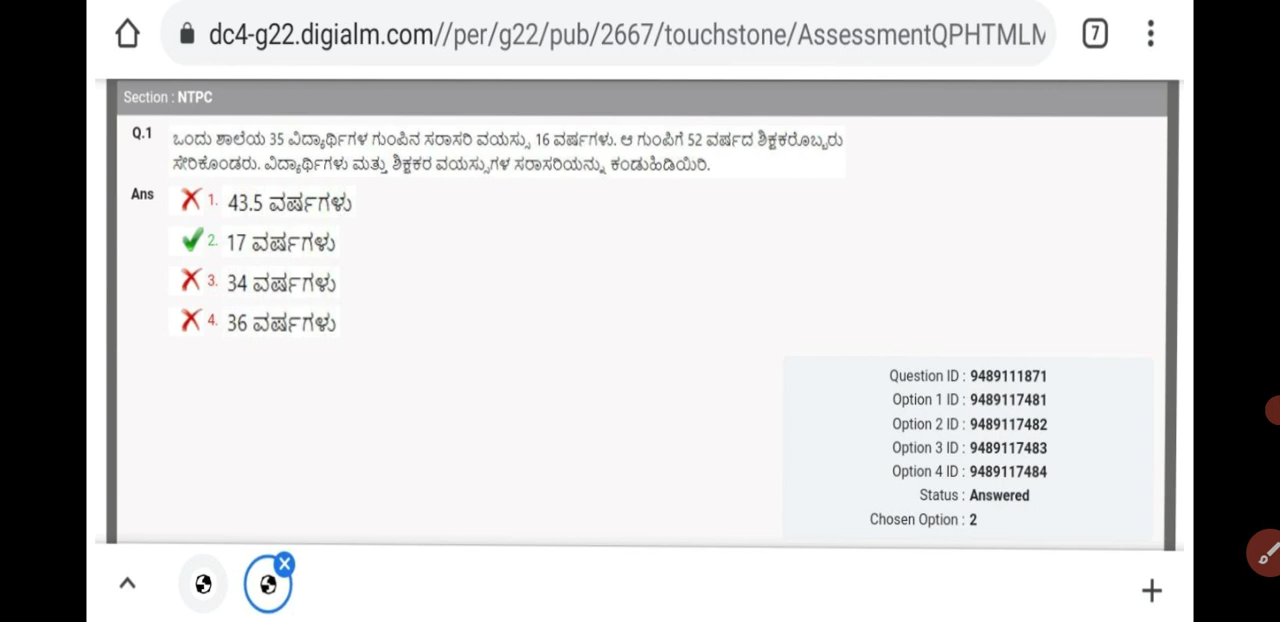 dc4-g22.digialm.com//per/g22/pub/2667/touchstone/AssessmentQPHTMLM
7
Section : NTPC
Q.1 ಒಂದು ಶಾಲೆಯ 35 ವಿದ್ಯಾರ್ಥಿಗಳ ಗುಂಪಿನ ಸರಾಸರಿ ವಯಸ್ಸು 16 ವರ್ಷಗಳು. ಆ ಗುಂಪಿಗೆ 52 ವರ್ಷದ ಶಿಕ್ಷಕರೊಬ್ಬರು
ಸೇರಿಕೊಂಡರು. ವಿದ್ಯಾರ್ಥಿಗಳು ಮತ್ತು ಶಿಕ್ಷಕರ ವಯಸ್ಸುಗಳ ಸರಾಸರಿಯನ್ನು ಕಂಡುಹಿಡಿಯಿರಿ.
Ans 1. 43.5 ವರ್ಷಗಳು
2. 17 ವರ್ಷಗಳು
3. 34 ವರ್ಷಗಳು
4. 36 ವರ್ಷಗಳು
Question ID : 9489111871
Option 1 ID : 9489117481
Option 2 ID : 9489117482
Option 3 ID : 9489117483
Option 4 ID : 9489117484
Status : Answered
Chosen Option : 2